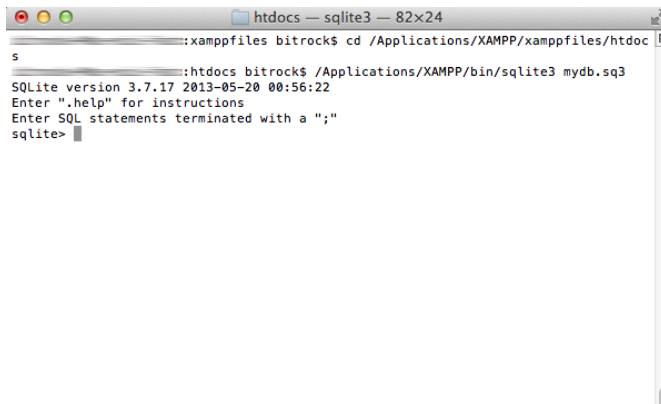 htdocs — sqlite3 — 82×24
:xamppfiles bitrock$ cd /Applications/XAMPP/xamppfiles/htdoc
s
:htdocs bitrock$ /Applications/XAMPP/bin/sqlite3 mydb.sq3
SQLite version 3.7.17 2013-05-20 00:56:22
Enter ".help" for instructions
Enter SQL statements terminated with a ";"
sqlite>